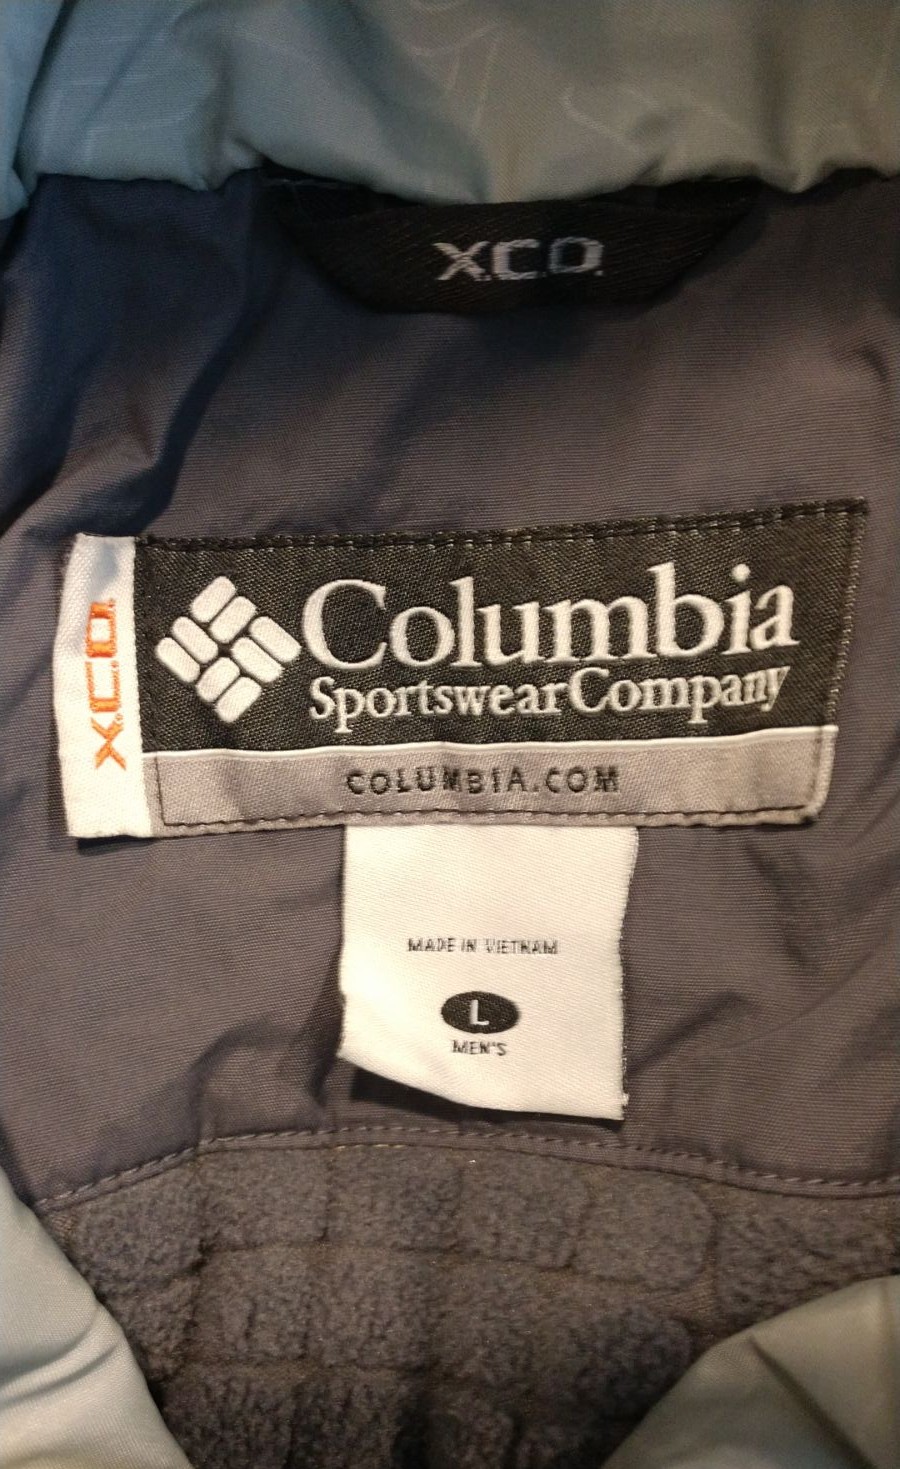 X.C.O.
X.C.O.
Columbia
Sportswear Company
COLUMBIA.COM
MADE IN VIETNAM
L
MEN'S